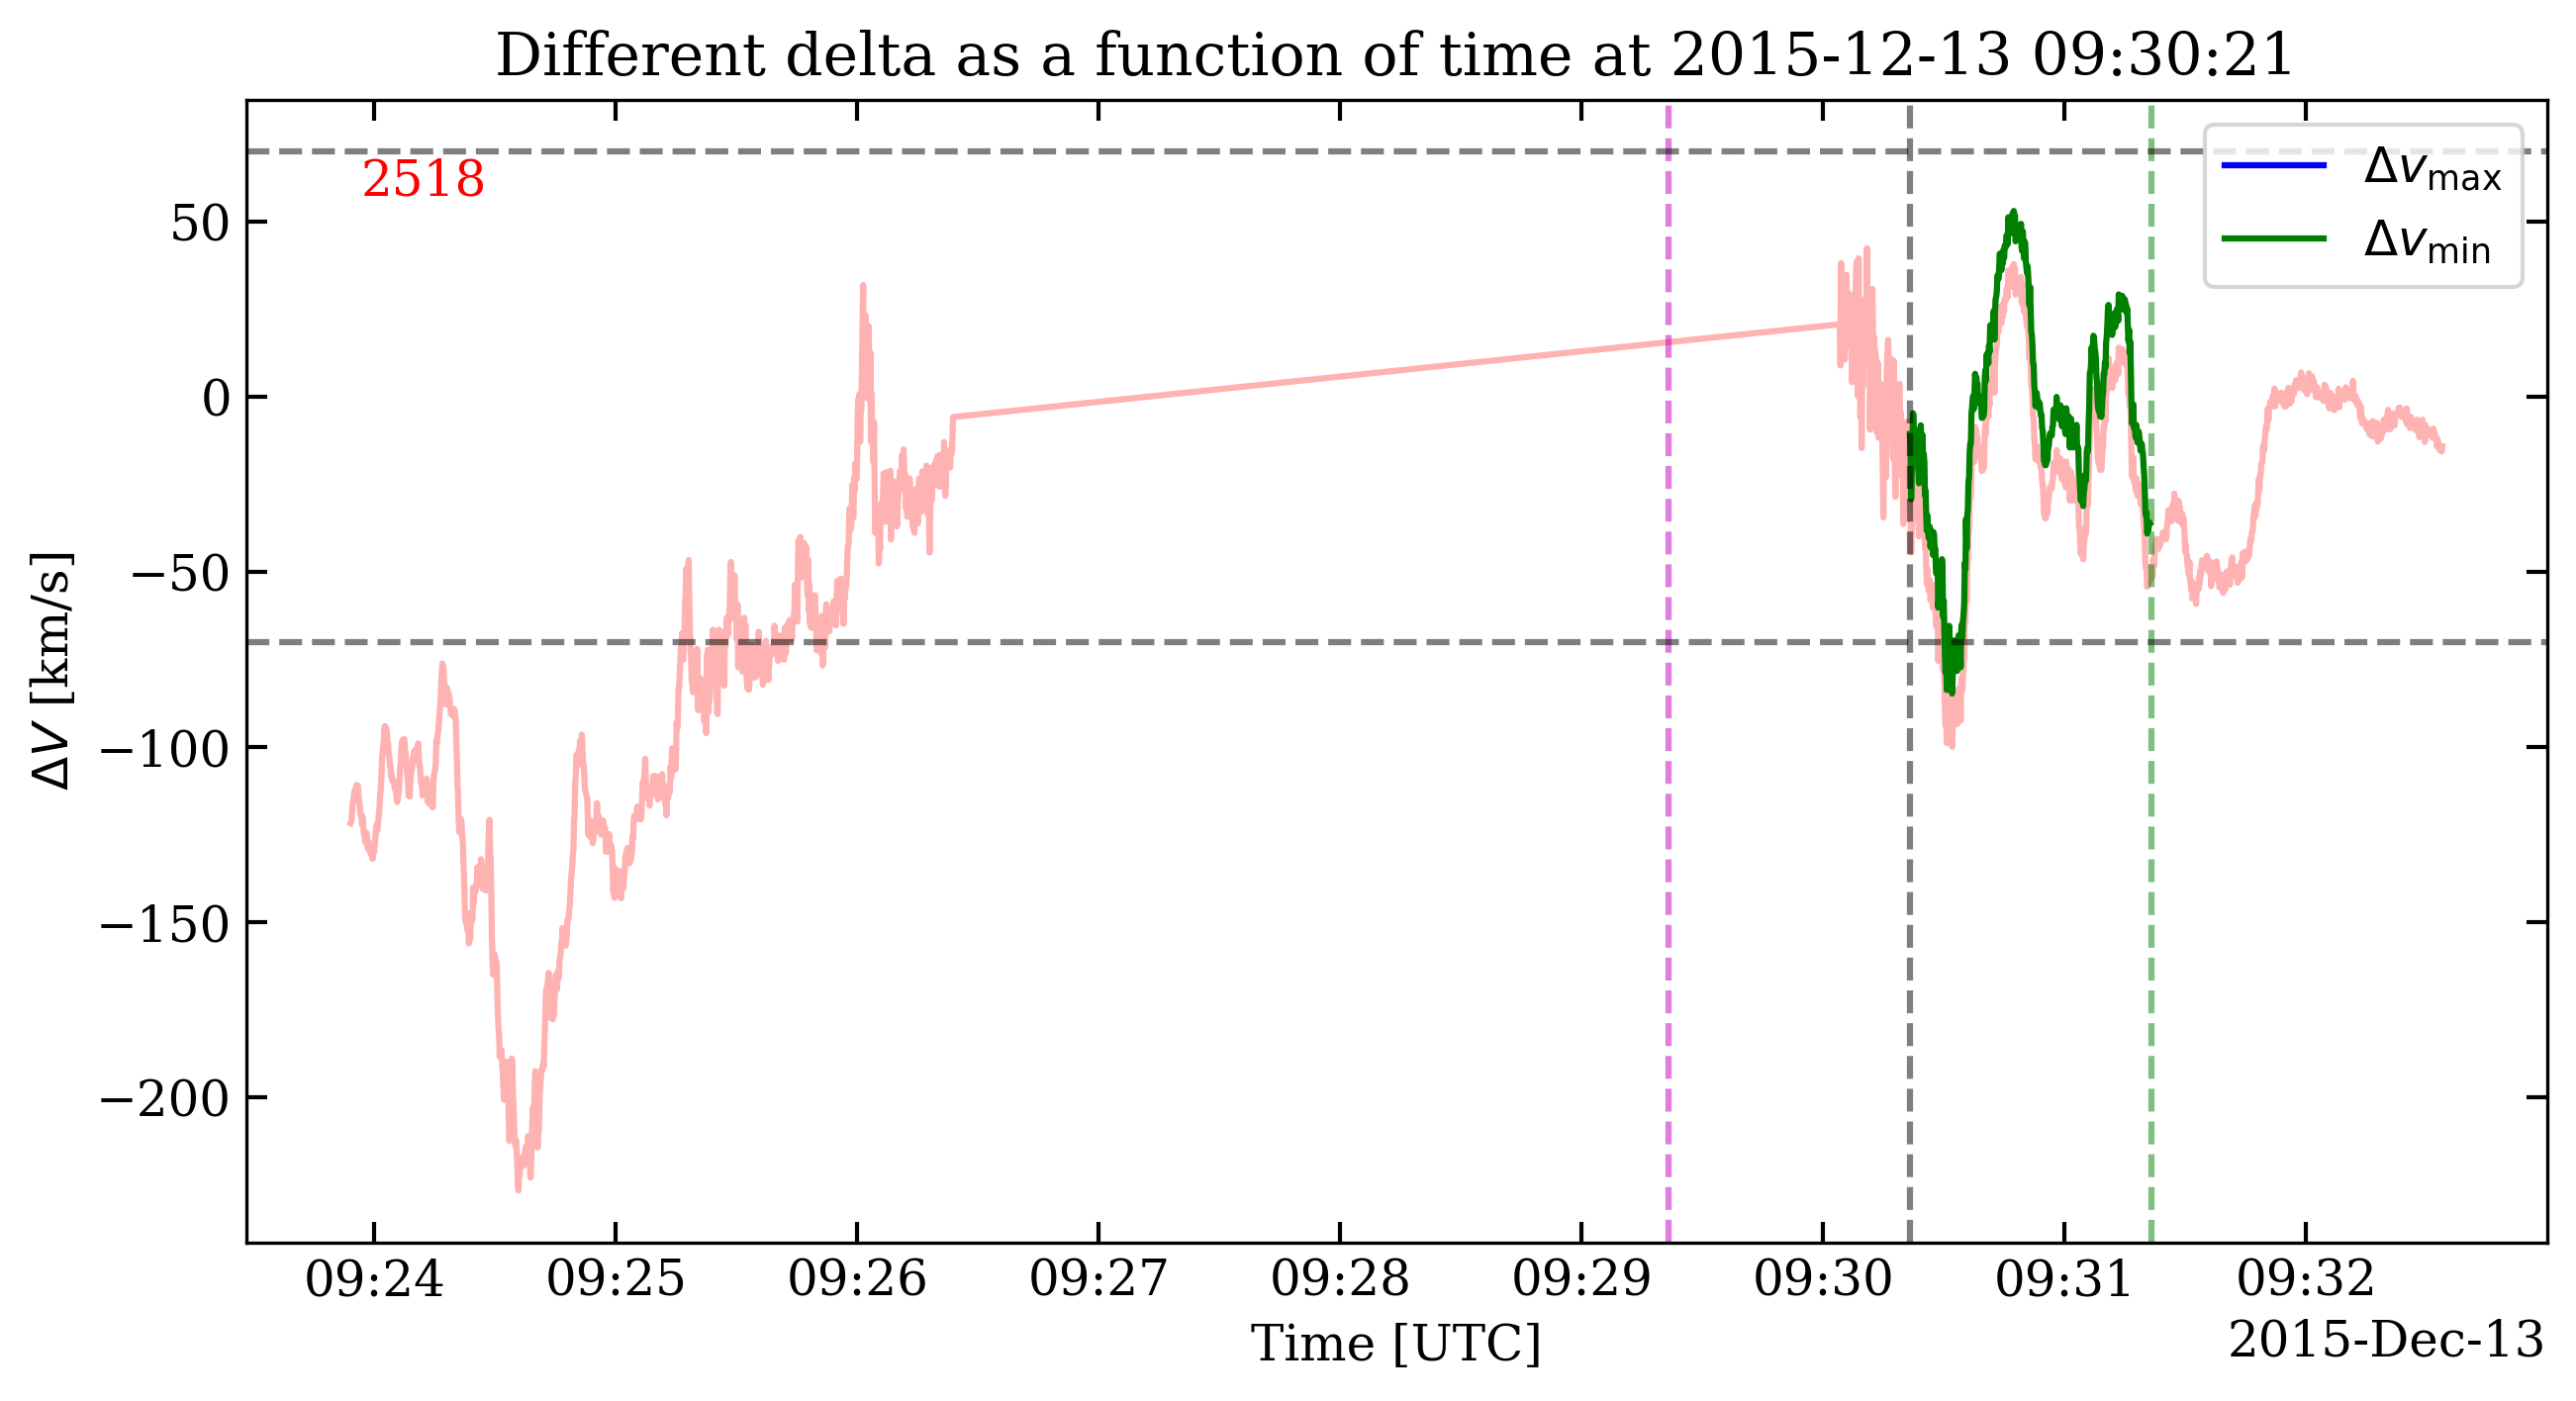 Different delta as a function of time at 2015-12-13 09:30:21
2518
Δv_max
Δv_min
50
0
−50
−100
−150
−200
ΔV [km/s]
09:24 09:25 09:26 09:27 09:28 09:29 09:30 09:31 09:32
Time [UTC]
2015-Dec-13